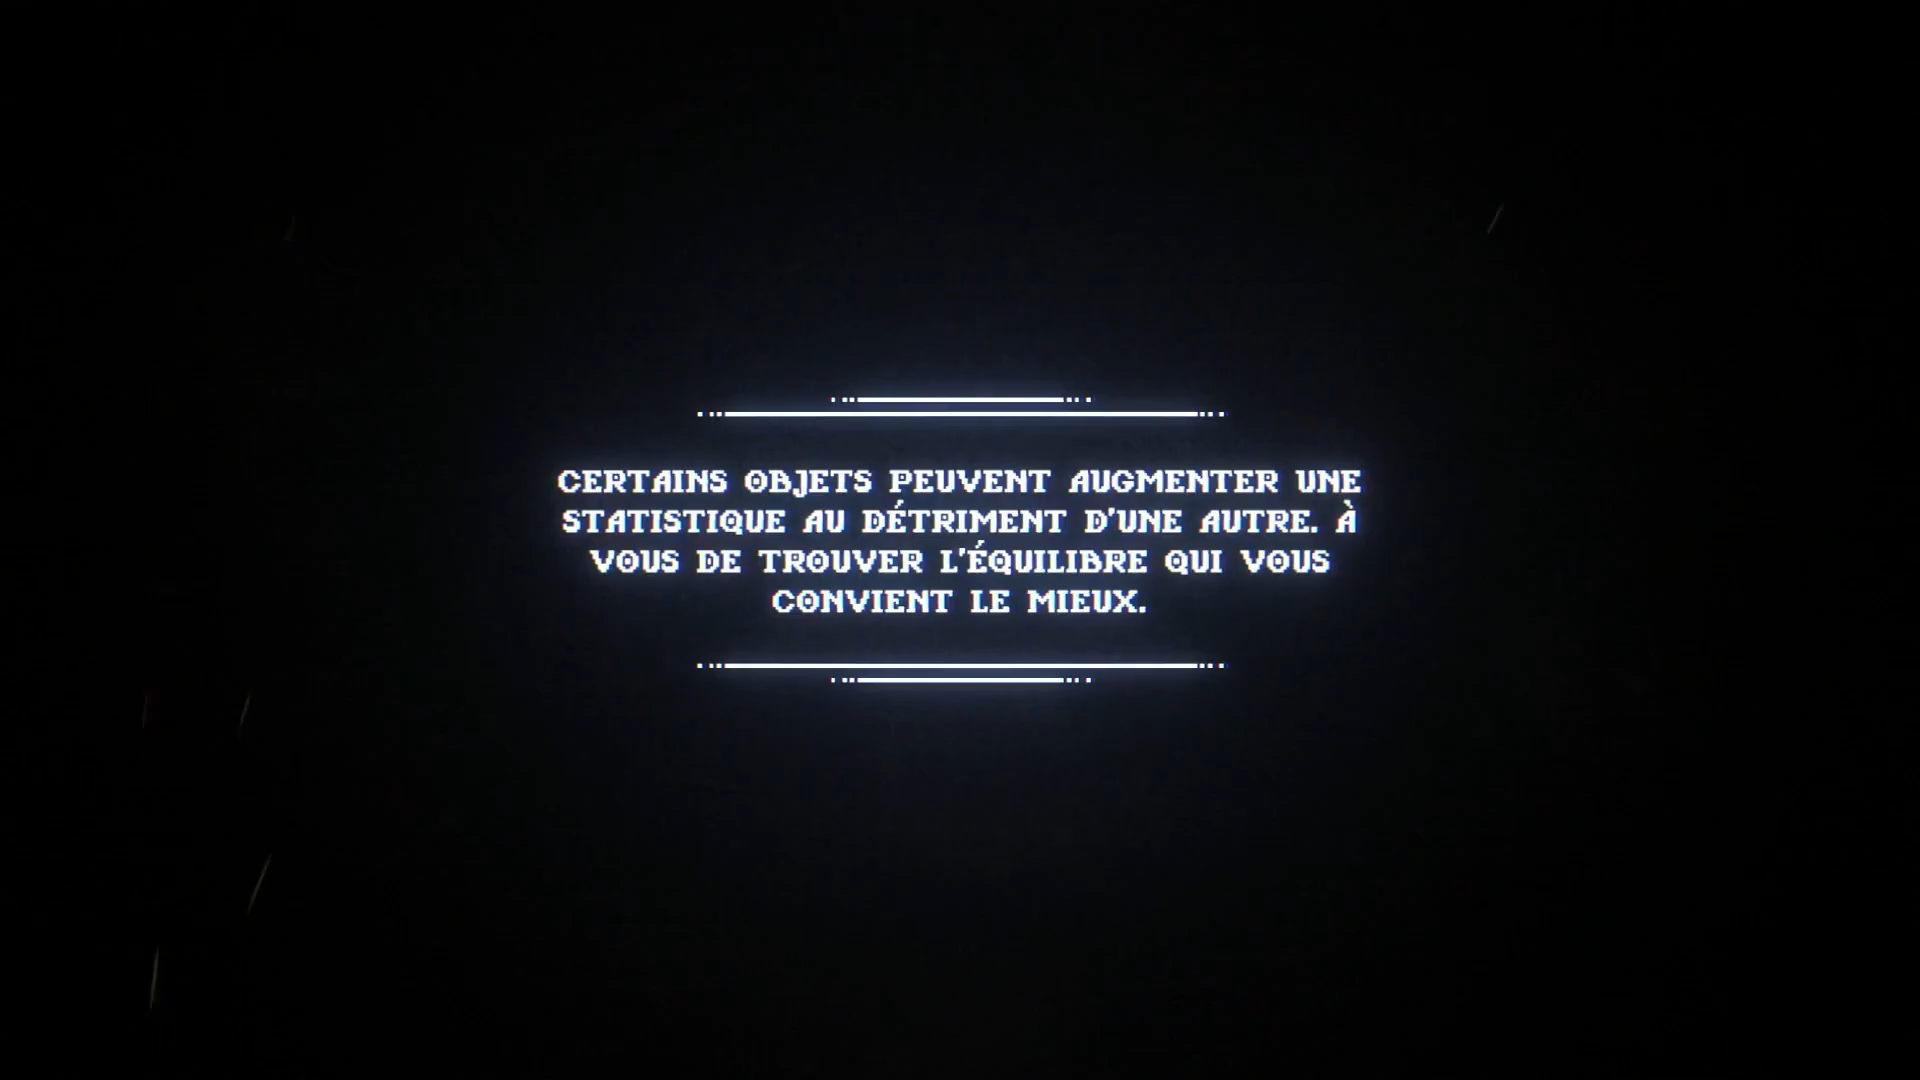 CERTAINS OBJETS PEUVENT AUGMENTER UNE
STATISTIQUE AU DÉTRIMENT D'UNE AUTRE. À
VOUS DE TROUVER L'ÉQUILIBRE QUI VOUS
CONVIENT LE MIEUX.